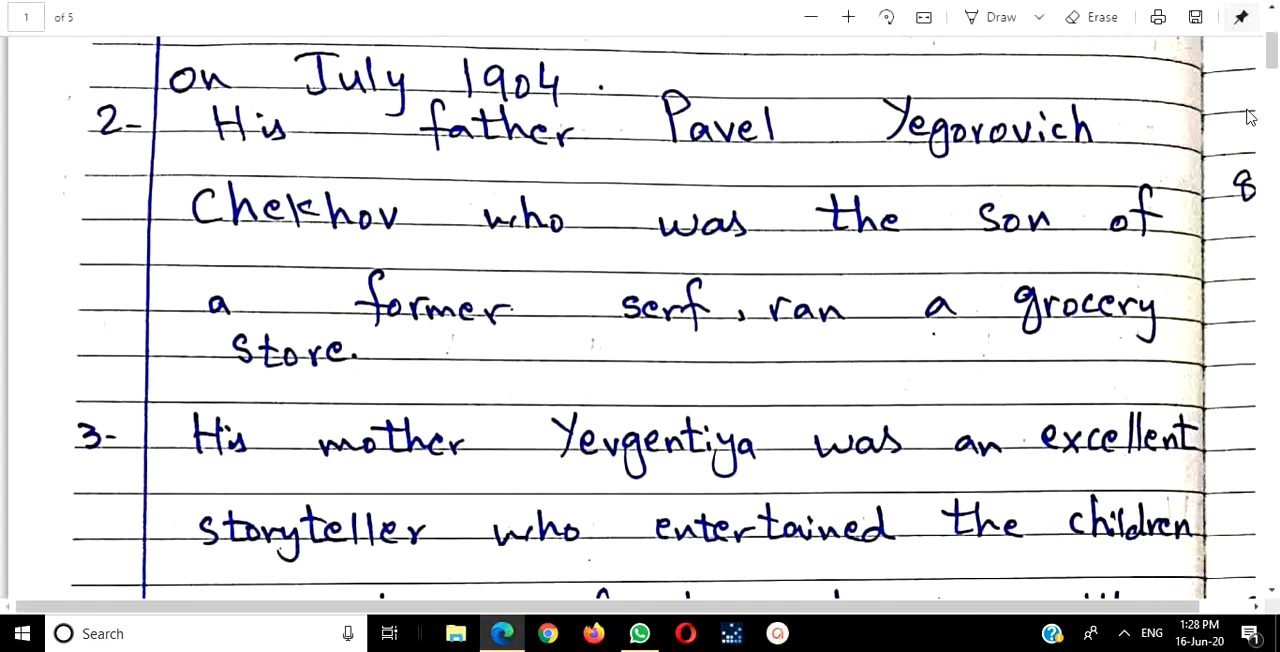 1 of 5 Draw Erase
on July 1904.
2- His father Pavel Yegorovich
8
Chekhov who was the son of
a former serf, ran a grocery
store.
3- His mother Yevgentiya was an excellent
storyteller who entertained the children
Search ENG 1:28 PM
16-Jun-20 1